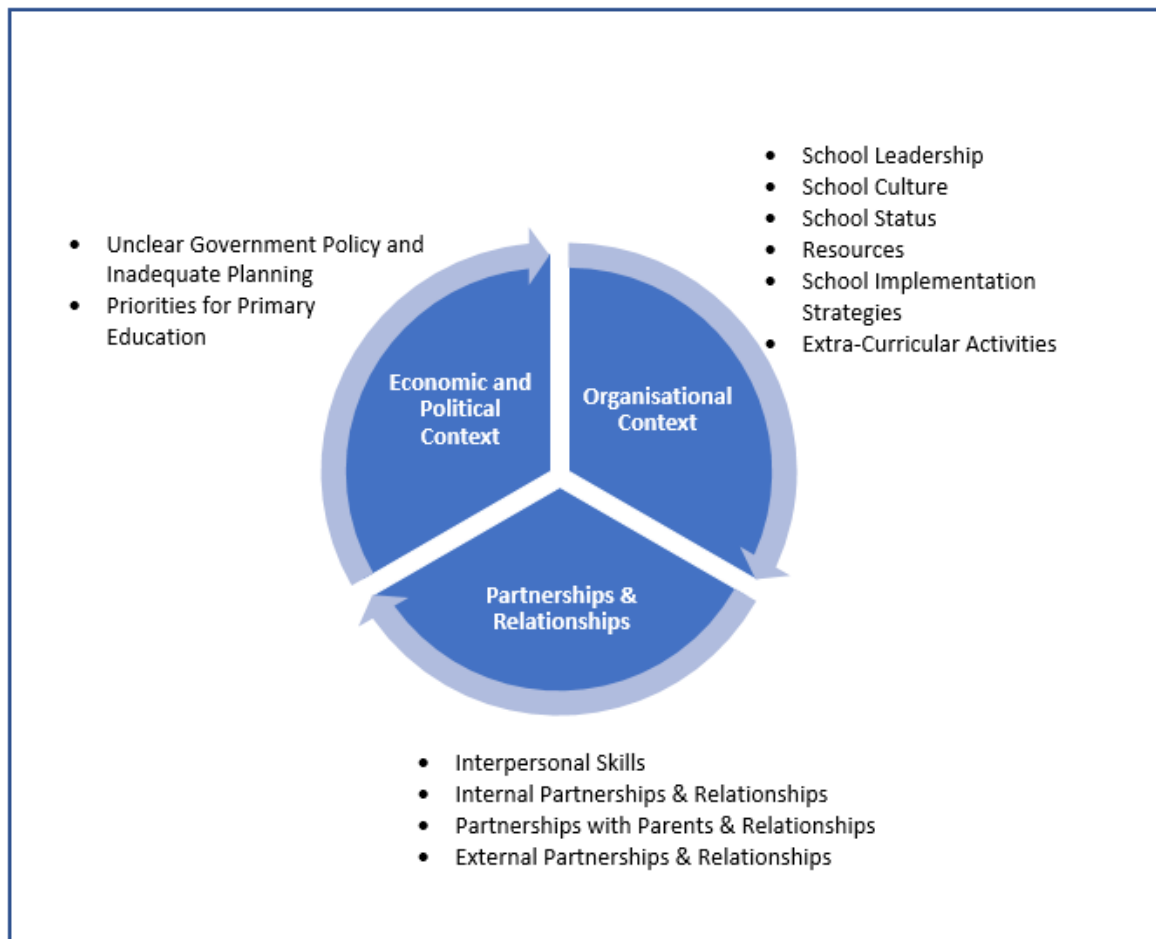 • School Leadership
• School Culture
• School Status
• Resources
• School Implementation
Strategies
• Extra-Curricular Activities
• Unclear Government Policy and
Inadequate Planning
• Priorities for Primary
Education
Economic and
Political
Context
Organisational
Context
Partnerships &
Relationships
• Interpersonal Skills
• Internal Partnerships & Relationships
• Partnerships with Parents & Relationships
• External Partnerships & Relationships